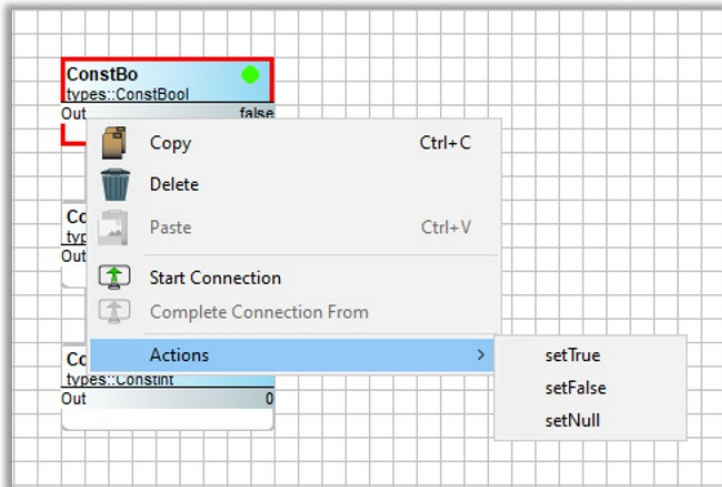 ConstBo
types::ConstBool
Out false
Copy Ctrl+C
Delete
Co
Paste Ctrl+V
typ
Out
Start Connection
Complete Connection From
Actions
Co
types::ConstInt
Out 0
setTrue
setFalse
setNull